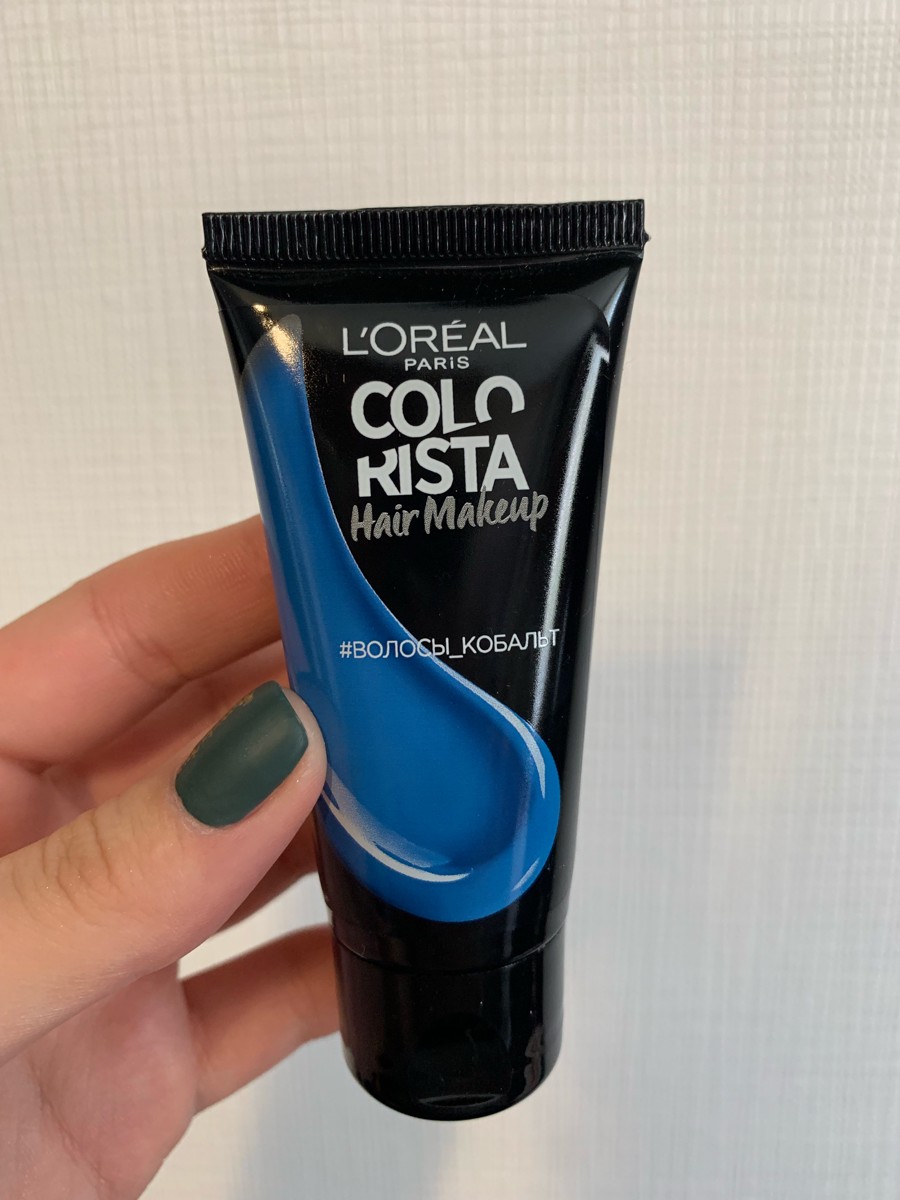 L'ORÉAL
PARiS
COLO
RISTA
Hair Makeup
#ВОЛОСЫ_КОБАЛЬТ